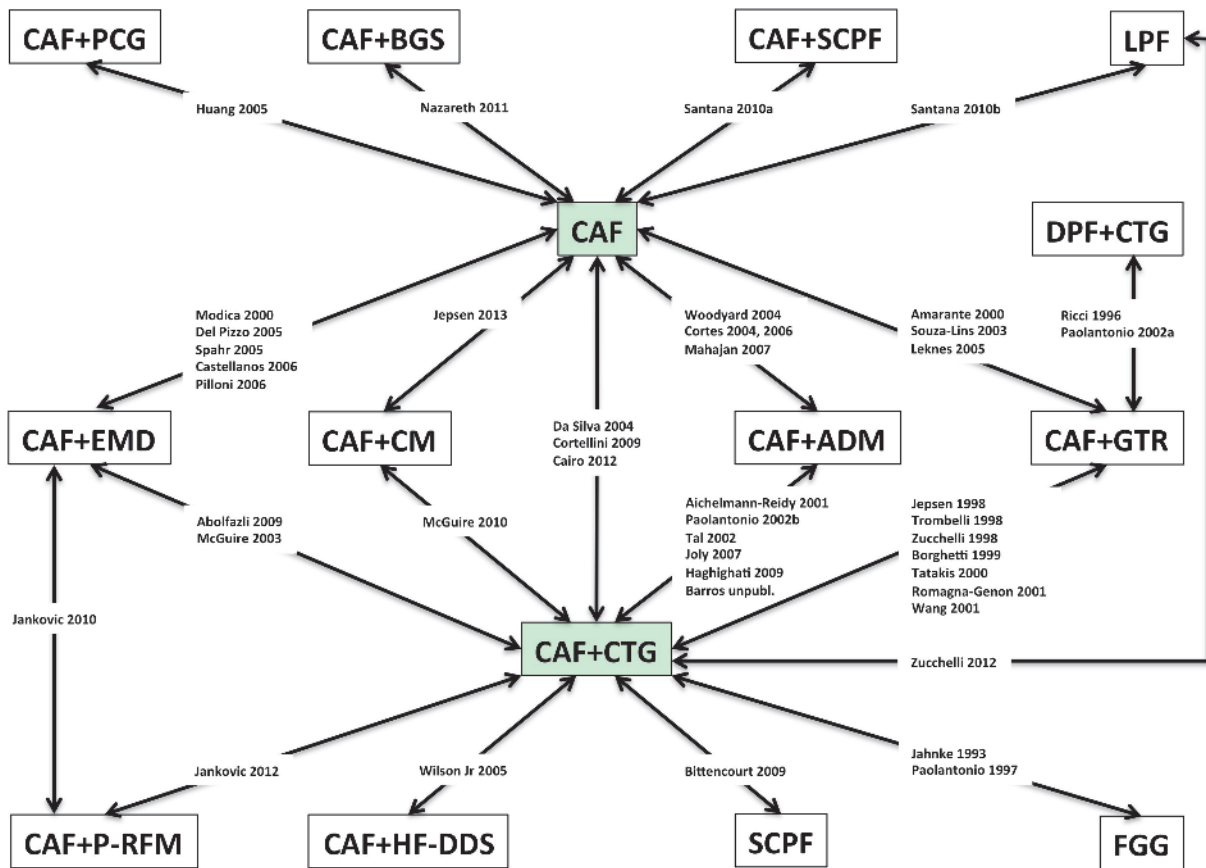 CAF+PCG
CAF+BGS
CAF+SCPF
LPF
Huang 2005
Nazareth 2011
Santana 2010a
Santana 2010b
CAF
DPF+CTG
Modica 2000
Del Pizzo 2005
Spahr 2005
Castellanos 2006
Pilloni 2006
Jepsen 2013
Woodyard 2004
Cortes 2004, 2006
Mahajan 2007
Amarante 2000
Souza-Lins 2003
Leknes 2005
Ricci 1996
Paolantonio 2002a
CAF+EMD
CAF+CM
Da Silva 2004
Cortellini 2009
Cairo 2012
CAF+ADM
CAF+GTR
Abolfazli 2009
McGuire 2003
McGuire 2010
Aichelmann-Reidy 2001
Paolantonio 2002b
Tal 2002
Joly 2007
Haghighati 2009
Barros unpubl.
Jepsen 1998
Trombelli 1998
Zucchelli 1998
Borghetti 1999
Tatakis 2000
Romagna-Genon 2001
Wang 2001
Jankovic 2010
CAF+CTG
Zucchelli 2012
Jankovic 2012
Wilson Jr 2005
Bittencourt 2009
Jahnke 1993
Paolantonio 1997
CAF+P-RFM
CAF+HF-DDS
SCPF
FGG